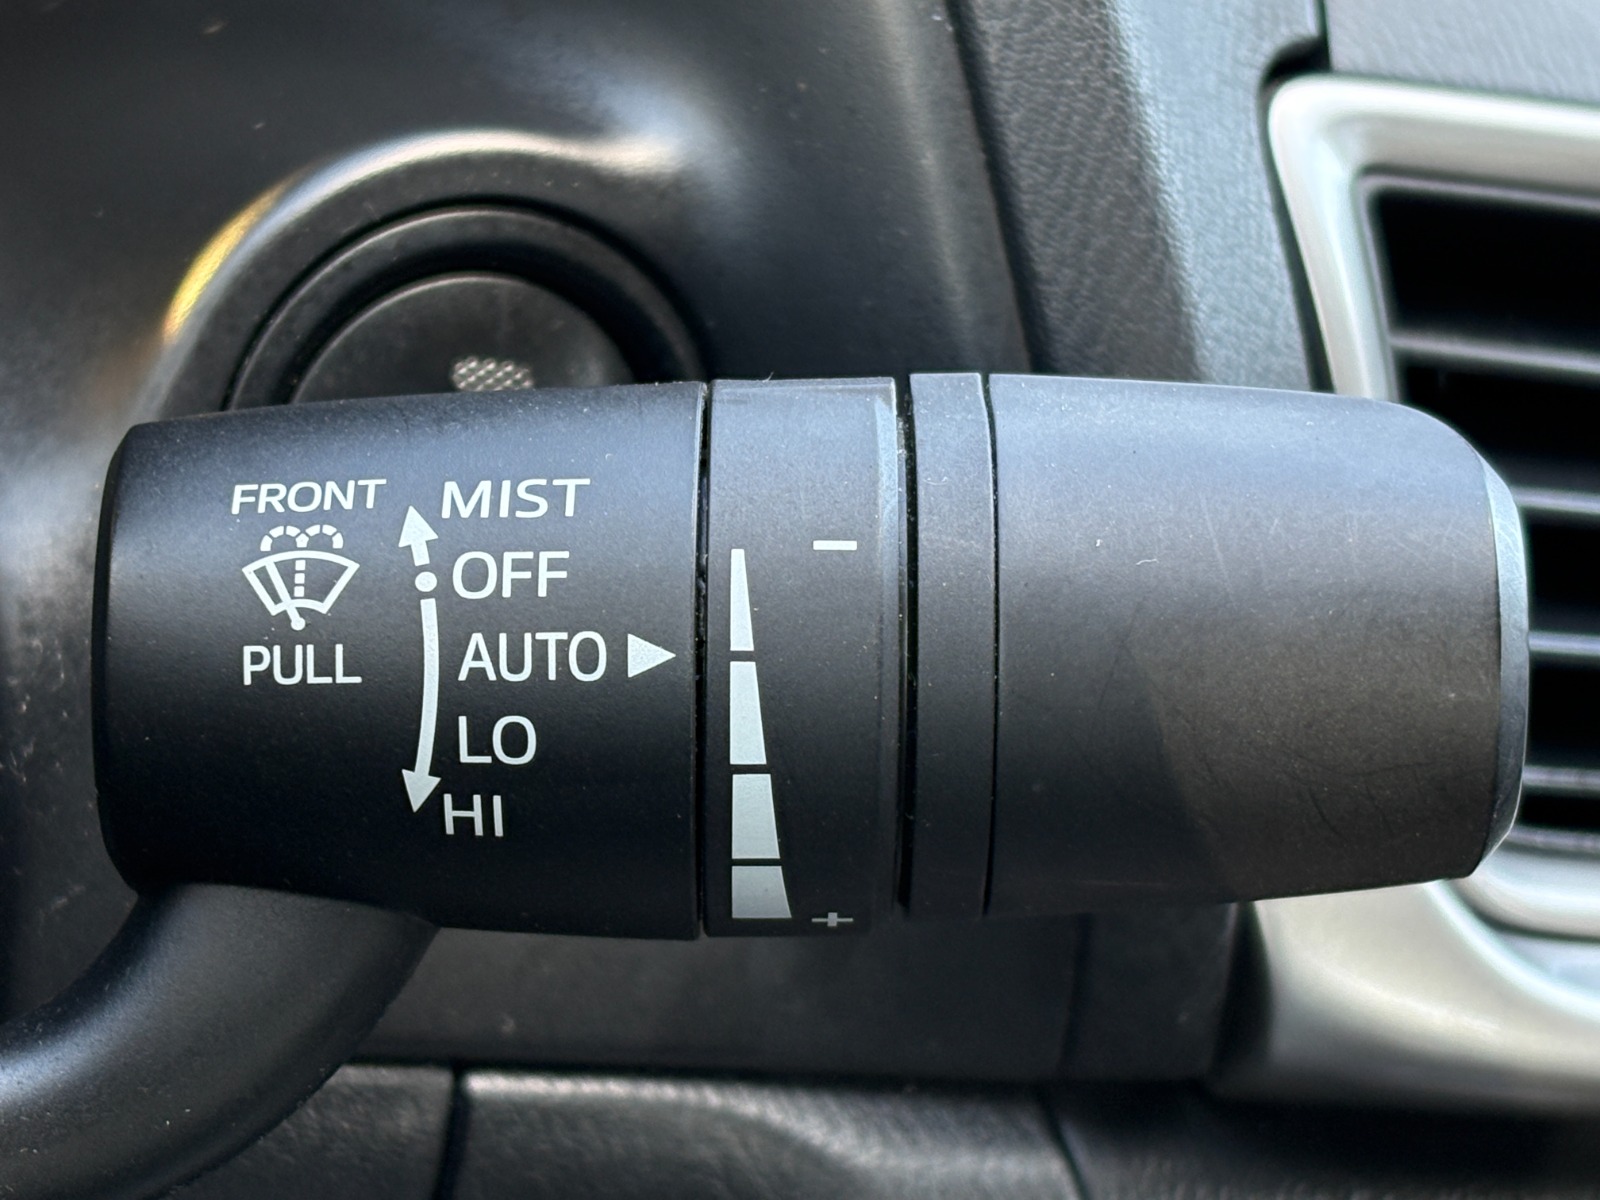 FRONT
PULL
MIST
OFF
AUTO
LO
HI
−
+